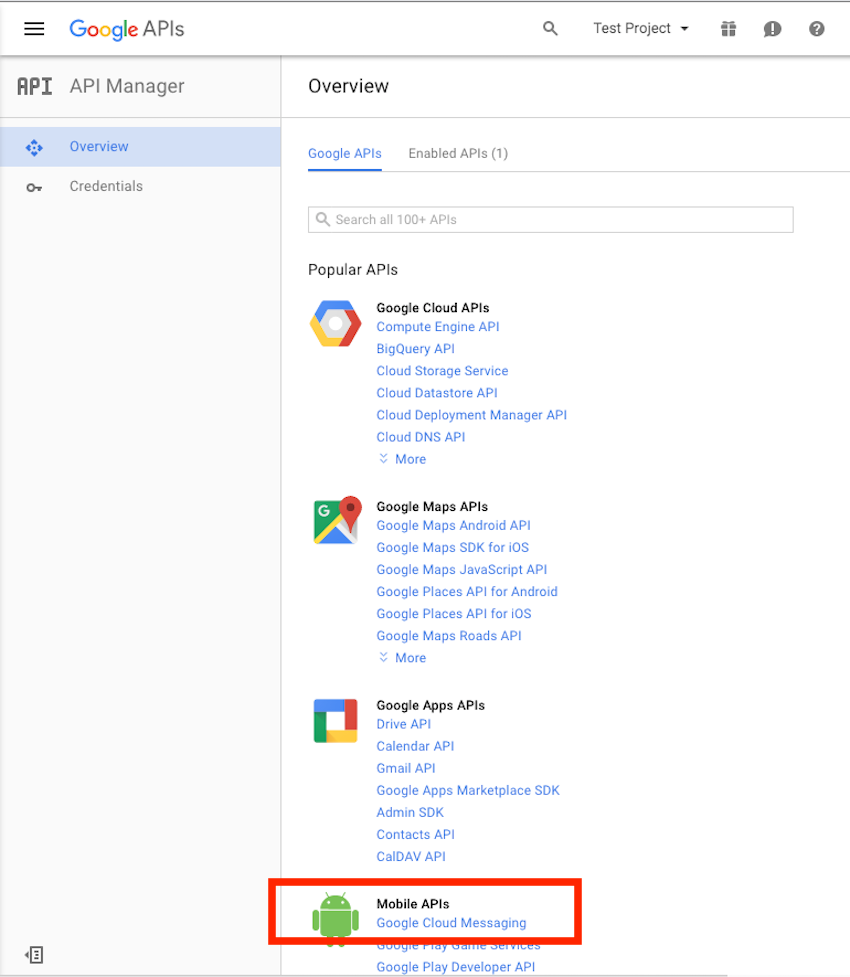 Google APIs
Test Project
API API Manager
Overview
Overview
Credentials
Google APIs
Enabled APIs (1)
Search all 100+ APIs
Popular APIs
Google Cloud APIs
Compute Engine API
BigQuery API
Cloud Storage Service
Cloud Datastore API
Cloud Deployment Manager API
Cloud DNS API
More
G
Google Maps APIs
Google Maps Android API
Google Maps SDK for iOS
Google Maps JavaScript API
Google Places API for Android
Google Places API for iOS
Google Maps Roads API
More
Google Apps APIs
Drive API
Calendar API
Gmail API
Google Apps Marketplace SDK
Admin SDK
Contacts API
CalDAV API
Mobile APIs
Google Cloud Messaging
Google Play Game Services
Google Play Developer API